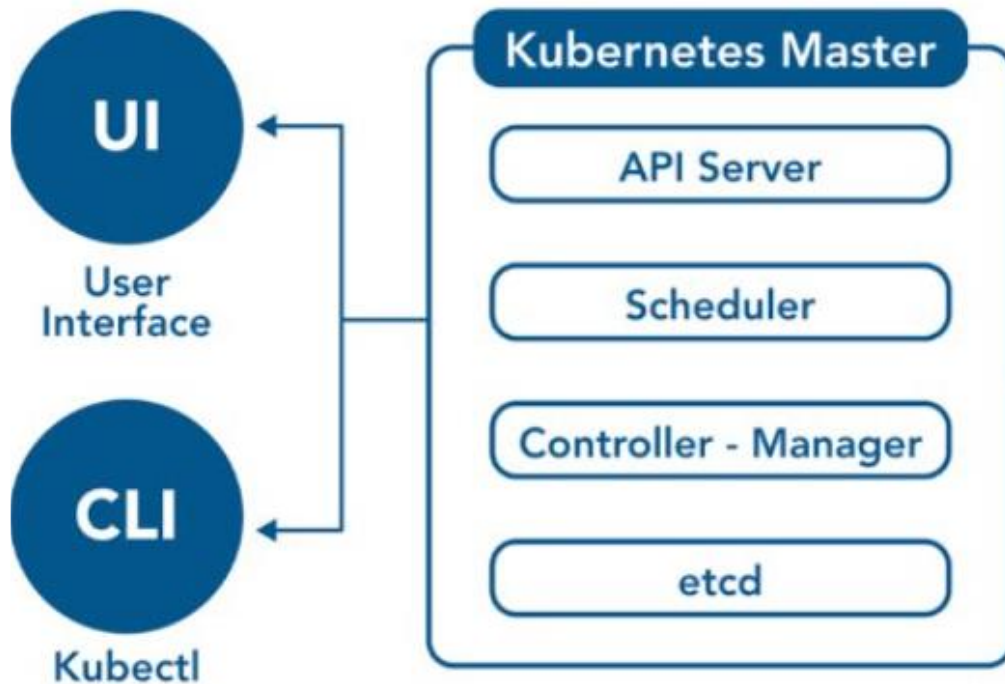 UI
User
Interface
CLI
Kubectl
Kubernetes Master
API Server
Scheduler
Controller - Manager
etcd